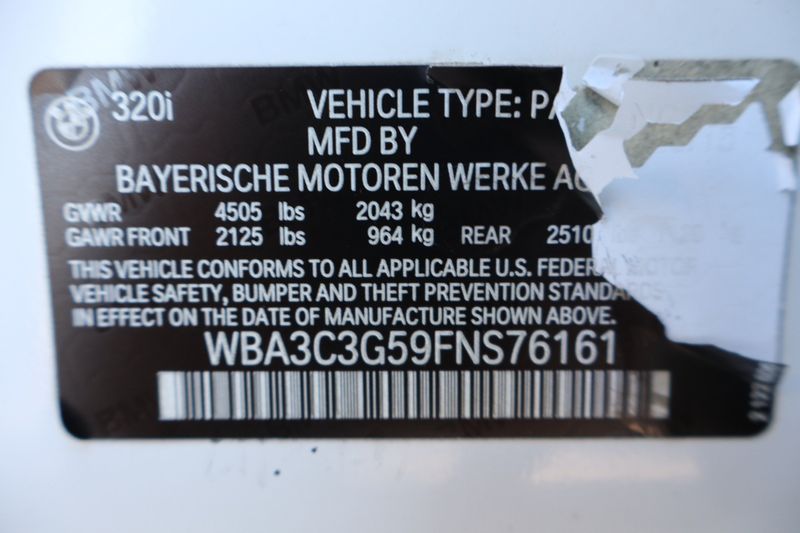 BMW
320i VEHICLE TYPE: PA
MFD BY
BAYERISCHE MOTOREN WERKE AG
GVWR 4505 lbs 2043 kg
GAWR FRONT 2125 lbs 964 kg REAR 2510
THIS VEHICLE CONFORMS TO ALL APPLICABLE U.S. FEDERAL MOTOR
VEHICLE SAFETY, BUMPER AND THEFT PREVENTION STANDARDS
IN EFFECT ON THE DATE OF MANUFACTURE SHOWN ABOVE.
WBA3C3G59FNS76161